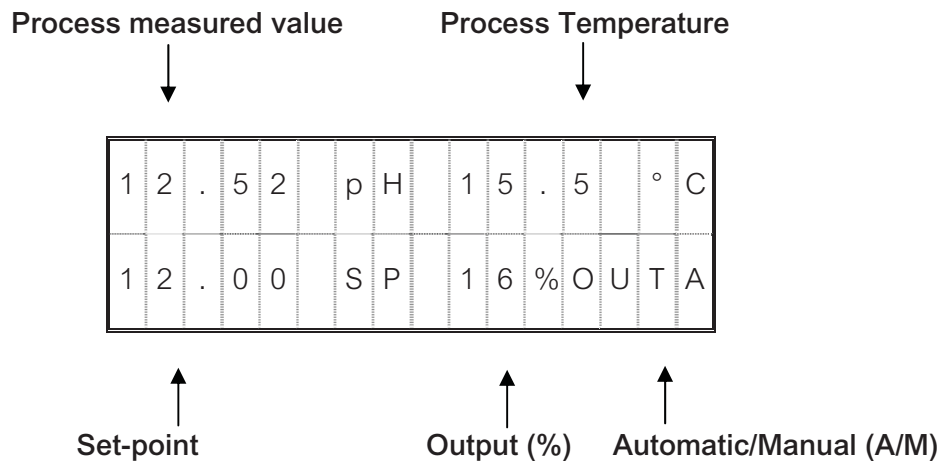 Process measured value Process Temperature
12.52 pH 15.5 °C
12.00 SP 16%OUTA
Set-point Output (%) Automatic/Manual (A/M)